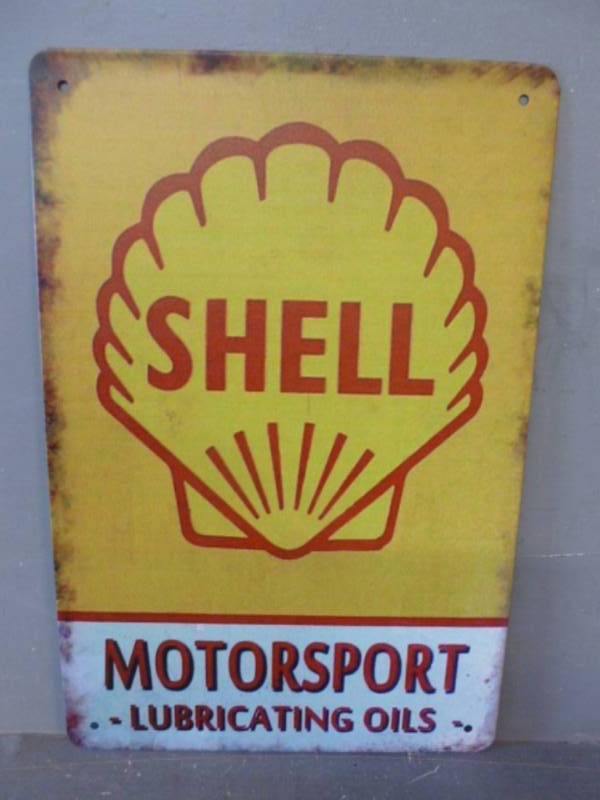 SHELL
MOTORSPORT
- LUBRICATING OILS -